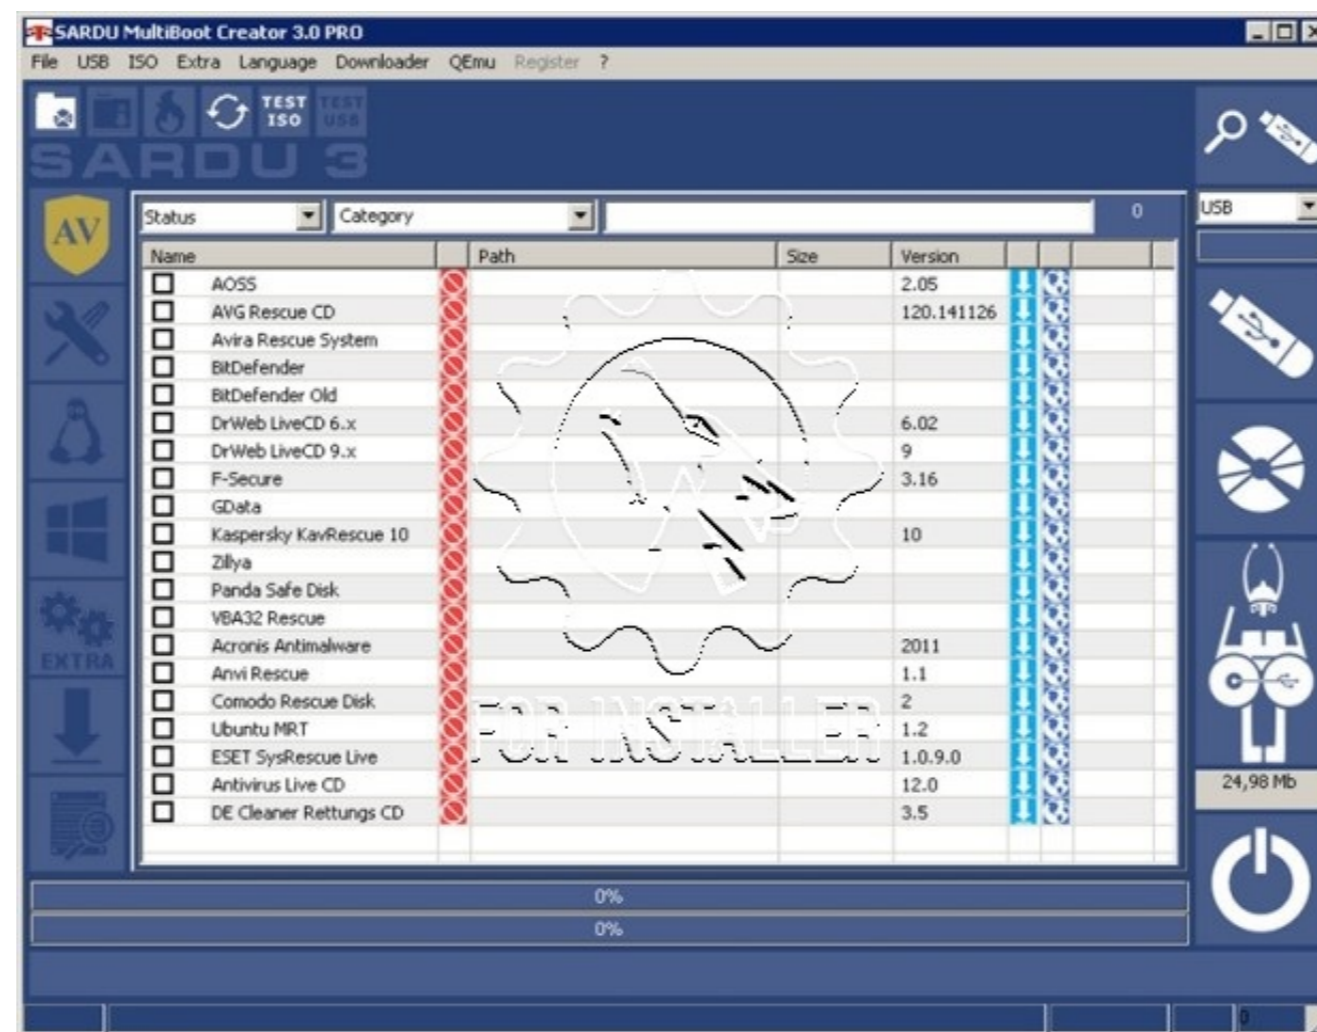 SARDU MultiBoot Creator 3.0 PRO
File USB ISO Extra Language Downloader QEmu Register ?
TEST ISO TEST USB
SARDU 3
AV
Status Category 0 USB
Name Path Size Version
AOSS 2.05
AVG Rescue CD 120.141126
Avira Rescue System
BitDefender
BitDefender Old
DrWeb LiveCD 6.x 6.02
DrWeb LiveCD 9.x 9
F-Secure 3.16
GData
Kaspersky KavRescue 10 10
Zillya
Panda Safe Disk
VBA32 Rescue
Acronis Antimalware 2011
Anvi Rescue 1.1
Comodo Rescue Disk 2
Ubuntu MRT 1.2
ESET SysRescue Live 1.0.9.0
Antivirus Live CD 12.0
DE Cleaner Rettungs CD 3.5
EXTRA
FOR INSTALLER
24,98 Mb
0%
0%
0